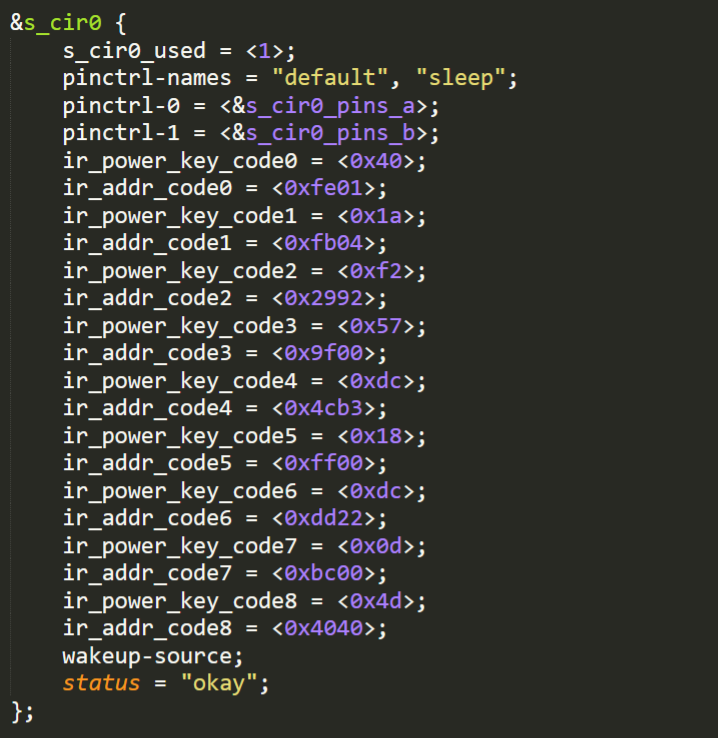 &s_cir0 {
s_cir0_used = <1>;
pinctrl-names = "default", "sleep";
pinctrl-0 = <&s_cir0_pins_a>;
pinctrl-1 = <&s_cir0_pins_b>;
ir_power_key_code0 = <0x40>;
ir_addr_code0 = <0xfe01>;
ir_power_key_code1 = <0x1a>;
ir_addr_code1 = <0xfb04>;
ir_power_key_code2 = <0xf2>;
ir_addr_code2 = <0x2992>;
ir_power_key_code3 = <0x57>;
ir_addr_code3 = <0x9f00>;
ir_power_key_code4 = <0xdc>;
ir_addr_code4 = <0x4cb3>;
ir_power_key_code5 = <0x18>;
ir_addr_code5 = <0xff00>;
ir_power_key_code6 = <0xdc>;
ir_addr_code6 = <0xdd22>;
ir_power_key_code7 = <0x0d>;
ir_addr_code7 = <0xbc00>;
ir_power_key_code8 = <0x4d>;
ir_addr_code8 = <0x4040>;
wakeup-source;
status = "okay";
};